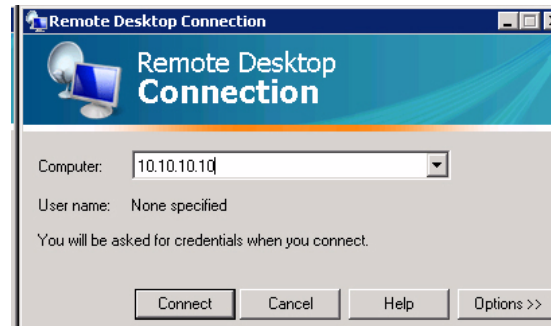 Remote Desktop Connection
Remote Desktop
Connection
Computer: 10.10.10.10
User name: None specified
You will be asked for credentials when you connect.
Connect Cancel Help Options >>